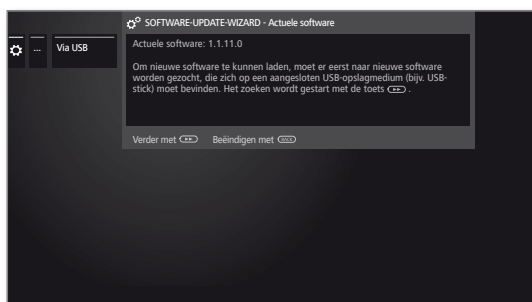 SOFTWARE-UPDATE-WIZARD - Actuele software
... Via USB
Actuele software: 1.1.11.0
Om nieuwe software te kunnen laden, moet er eerst naar nieuwe software
worden gezocht, die zich op een aangesloten USB-opslagmedium (bijv. USB-
stick) moet bevinden. Het zoeken wordt gestart met de toets .
Verder met Beëindigen met BACK